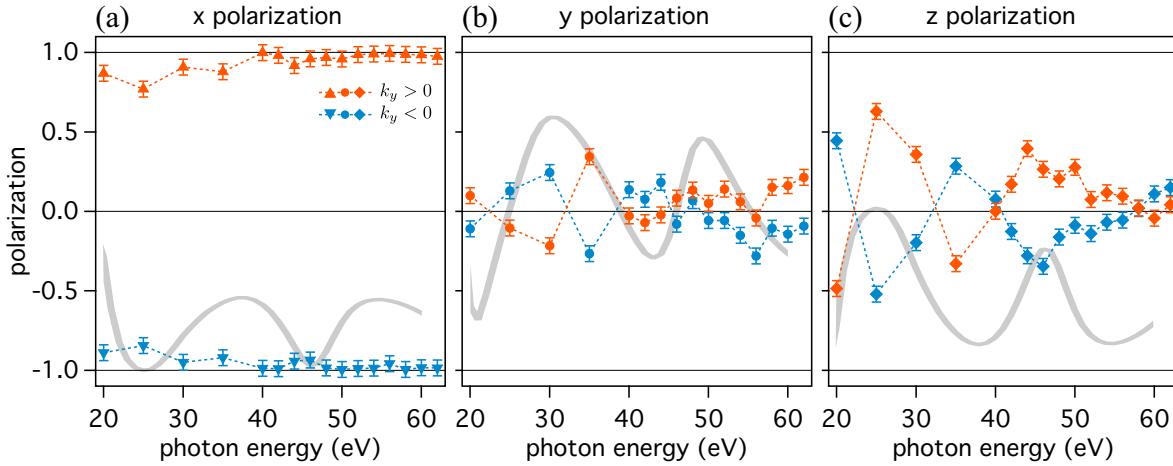 (a) x polarization
(b) y polarization
(c) z polarization
polarization
1.0
0.5
0.0
-0.5
-1.0
k_y > 0
k_y < 0
20 30 40 50 60
photon energy (eV)
20 30 40 50 60
photon energy (eV)
20 30 40 50 60
photon energy (eV)